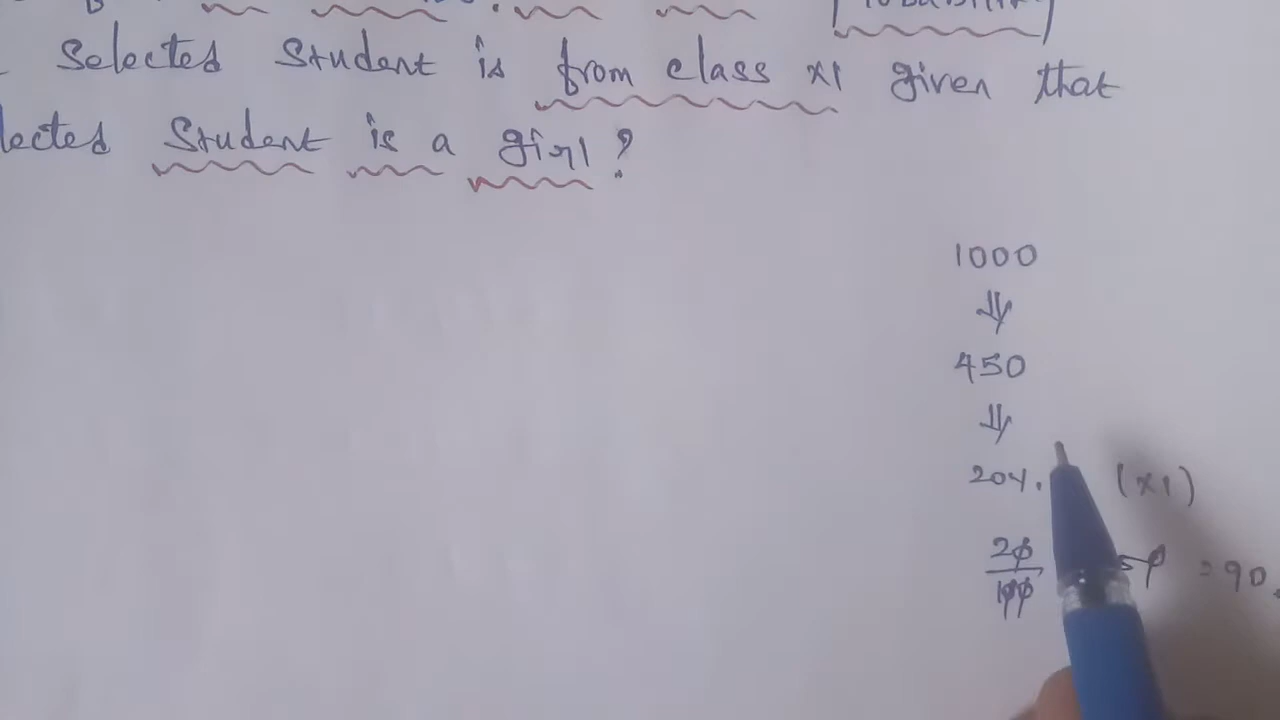 Selected Student is from class XI given that
lected Student is a girl?
1000
⇓
450
⇓
20%. (XI)
20/100 = 90.